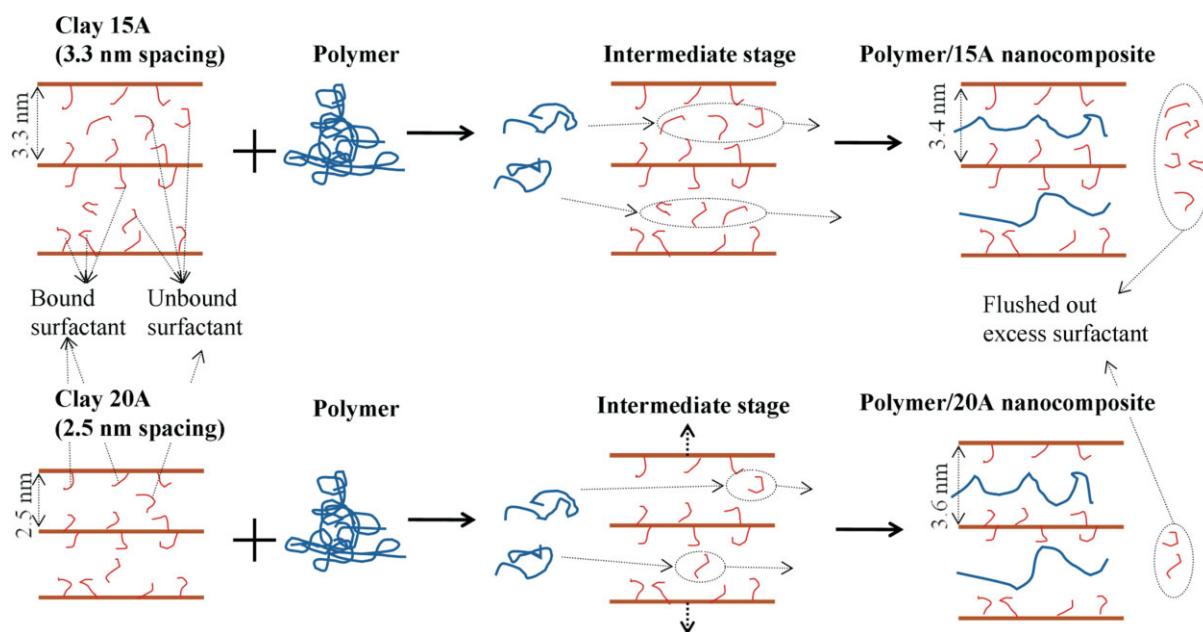 Clay 15A
(3.3 nm spacing)
Polymer
Intermediate stage
Polymer/15A nanocomposite
3.3 nm
3.4 nm
Bound
surfactant
Unbound
surfactant
Flushed out
excess surfactant
Clay 20A
(2.5 nm spacing)
Polymer
Intermediate stage
Polymer/20A nanocomposite
2.5 nm
3.6 nm